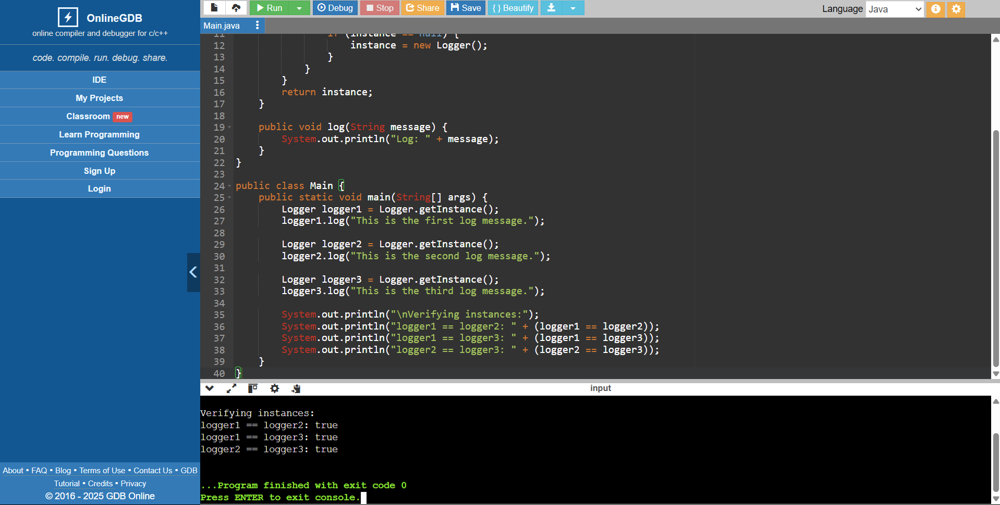 OnlineGDB
online compiler and debugger for c/c++
code. compile. run. debug. share.
IDE
My Projects
Classroom new
Learn Programming
Programming Questions
Sign Up
Login
About • FAQ • Blog • Terms of Use • Contact Us • GDB
Tutorial • Credits • Privacy
© 2016 - 2025 GDB Online
Run Debug Stop Share Save { } Beautify Language Java
Main.java
11 if (instance == null) {
12 instance = new Logger();
13 }
14 }
15 }
16 return instance;
17 }
18
19 public void log(String message) {
20 System.out.println("Log: " + message);
21 }
22 }
23
24 public class Main {
25 public static void main(String[] args) {
26 Logger logger1 = Logger.getInstance();
27 logger1.log("This is the first log message.");
28
29 Logger logger2 = Logger.getInstance();
30 logger2.log("This is the second log message.");
31
32 Logger logger3 = Logger.getInstance();
33 logger3.log("This is the third log message.");
34
35 System.out.println("\nVerifying instances:");
36 System.out.println("logger1 == logger2: " + (logger1 == logger2));
37 System.out.println("logger1 == logger3: " + (logger1 == logger3));
38 System.out.println("logger2 == logger3: " + (logger2 == logger3));
39 }
40 }
input
Verifying instances:
logger1 == logger2: true
logger1 == logger3: true
logger2 == logger3: true
...Program finished with exit code 0
Press ENTER to exit console.